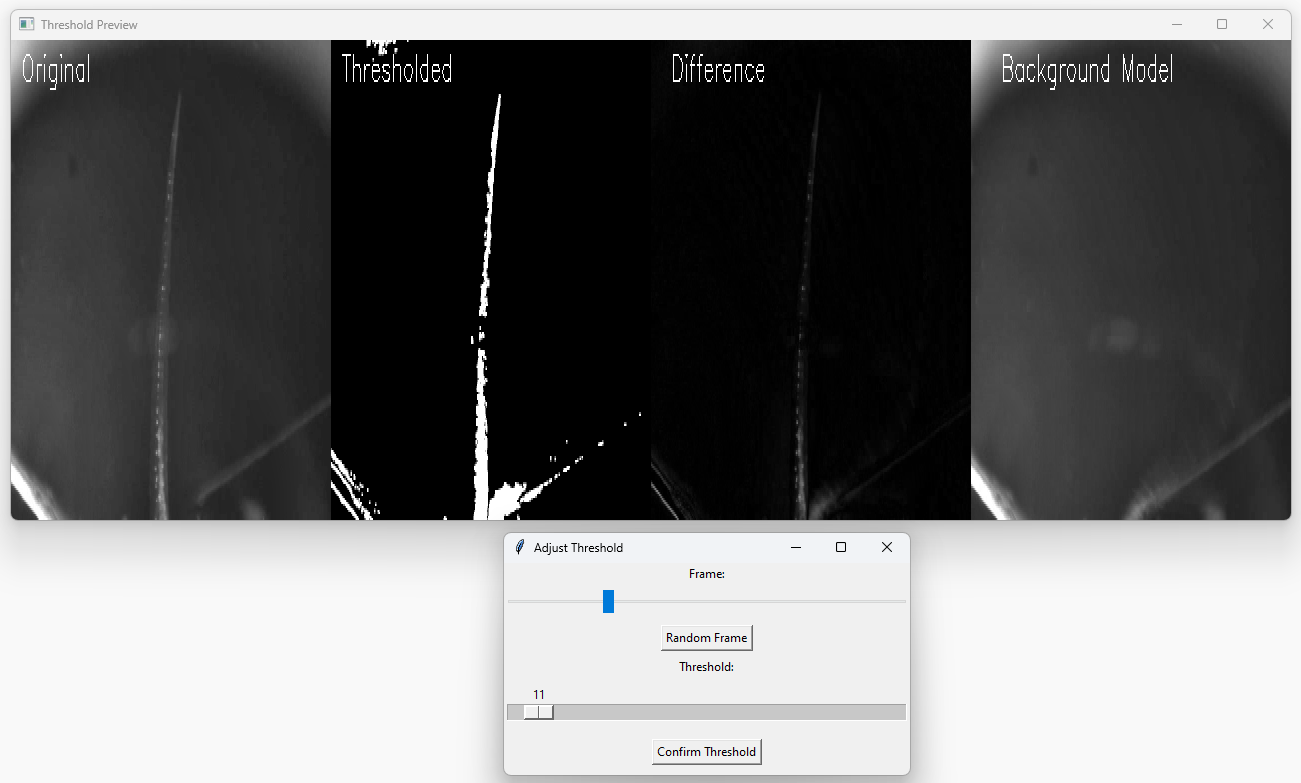 Threshold Preview
Original
Thresholded
Difference
Background Model
Adjust Threshold
Frame:
Random Frame
Threshold:
11
Confirm Threshold